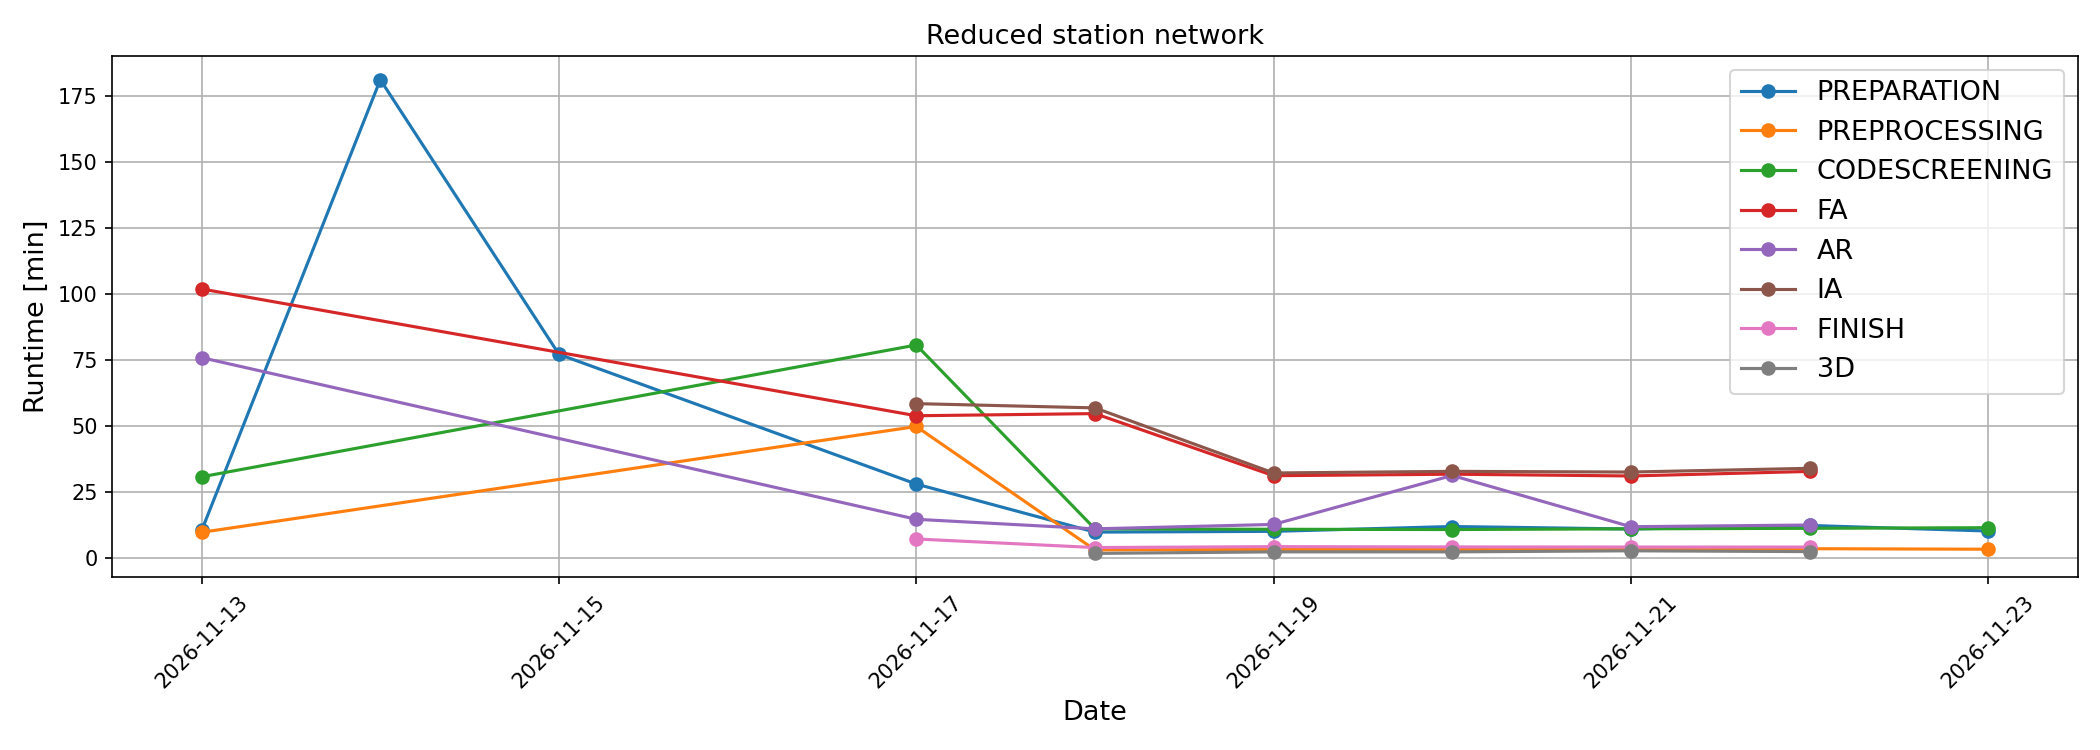 Reduced station network
Runtime [min]
175
150
125
100
75
50
25
0
PREPARATION
PREPROCESSING
CODESCREENING
FA
AR
IA
FINISH
3D
2026-11-13
2026-11-15
2026-11-17
2026-11-19
2026-11-21
2026-11-23
Date